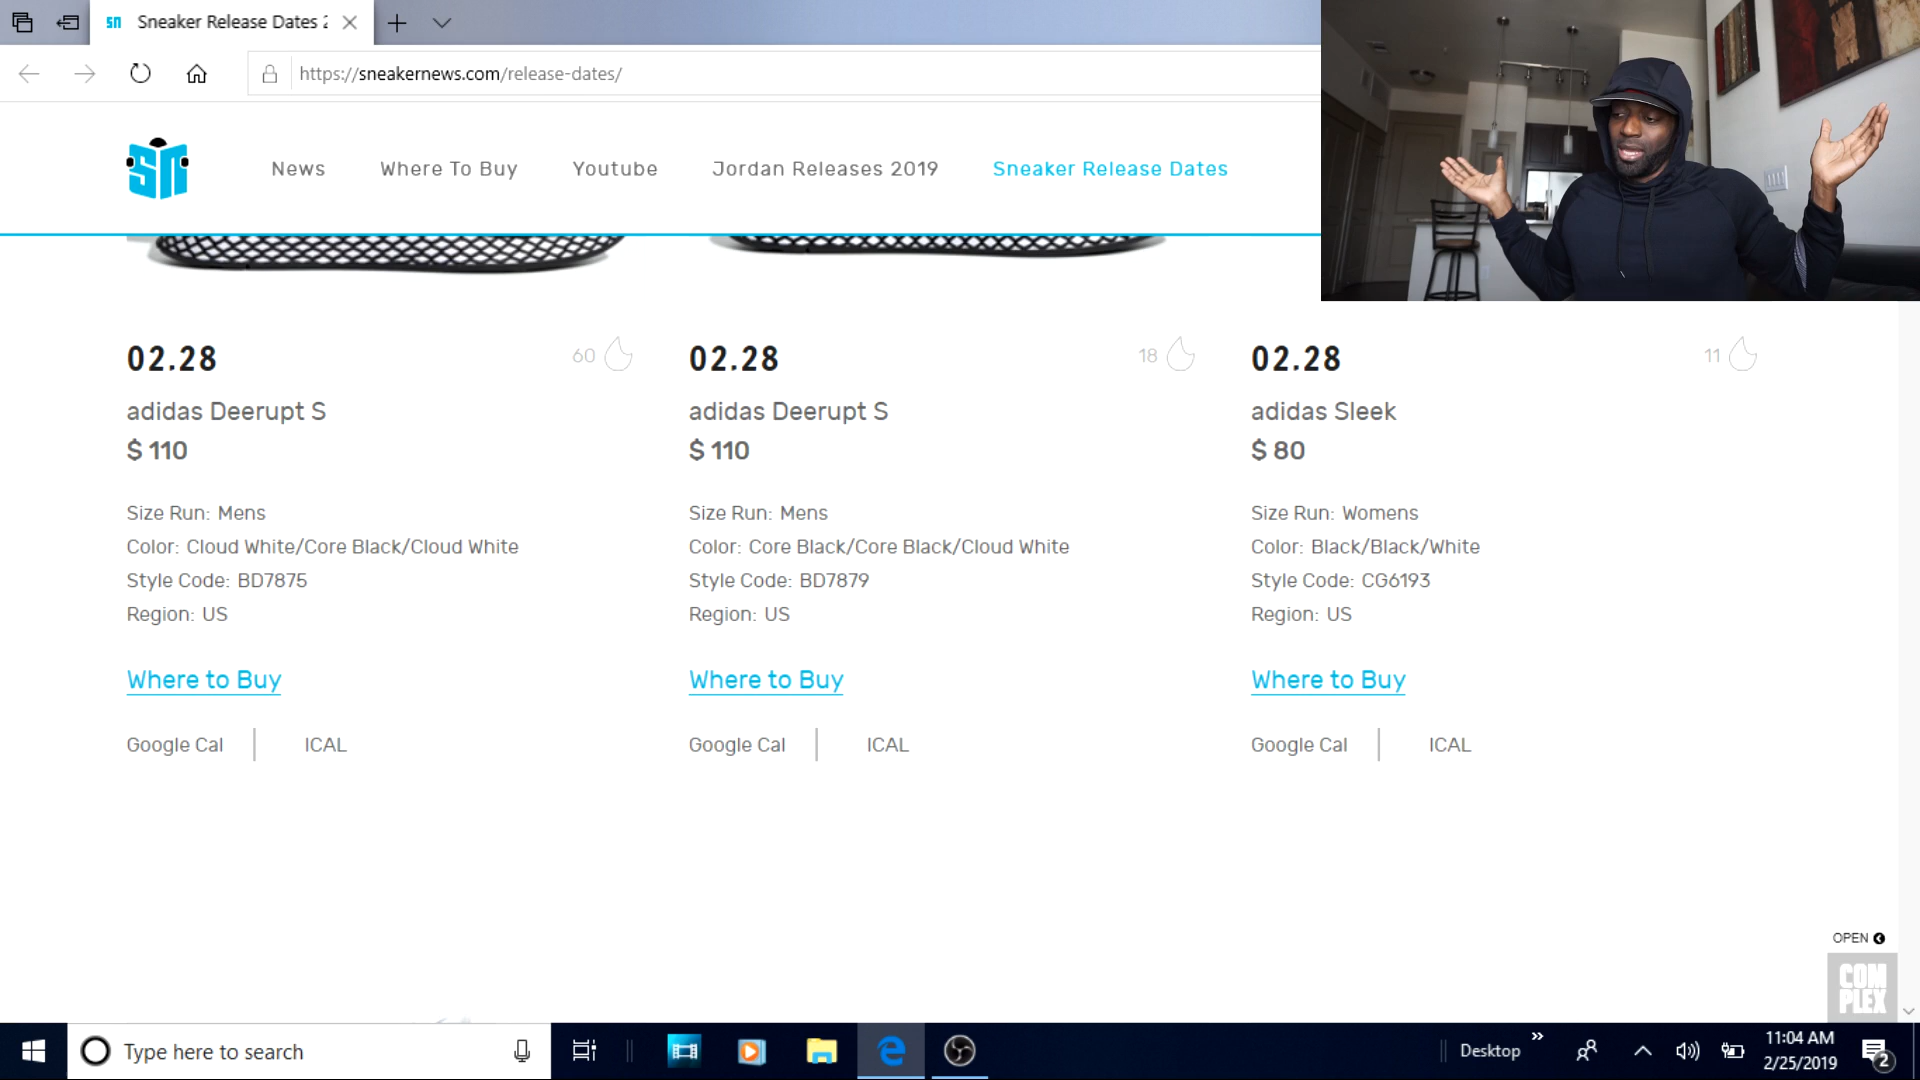 Sneaker Release Dates 2
https://sneakernews.com/release-dates/
SN
News
Where To Buy
Youtube
Jordan Releases 2019
Sneaker Release Dates
02.28
60
adidas Deerupt S
$ 110
Size Run: Mens
Color: Cloud White/Core Black/Cloud White
Style Code: BD7875
Region: US
Where to Buy
Google Cal
ICAL
02.28
18
adidas Deerupt S
$ 110
Size Run: Mens
Color: Core Black/Core Black/Cloud White
Style Code: BD7879
Region: US
Where to Buy
Google Cal
ICAL
02.28
11
adidas Sleek
$ 80
Size Run: Womens
Color: Black/Black/White
Style Code: CG6193
Region: US
Where to Buy
Google Cal
ICAL
OPEN
COM
PLEX
Type here to search
Desktop
11:04 AM
2/25/2019
2